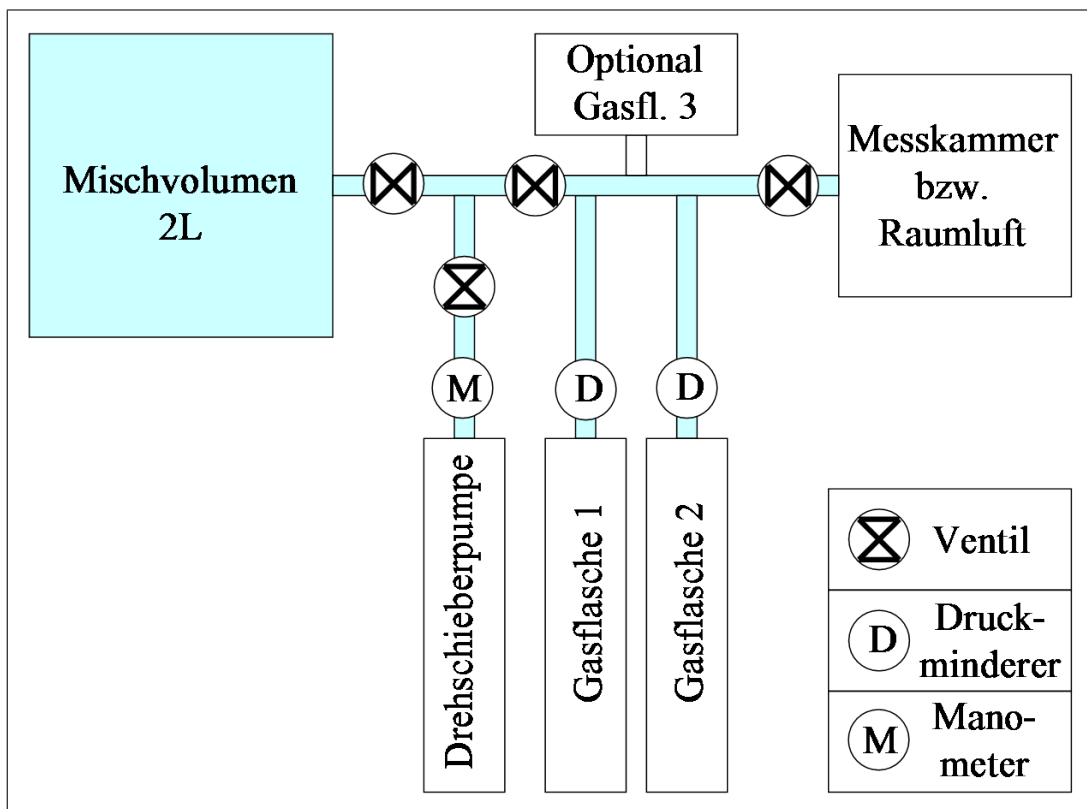 Optional
Gasfl. 3
Mischvolumen
2L
Messkammer
bzw.
Raumluft
M
D
D
Drehschieberpumpe
Gasflasche 1
Gasflasche 2
Ventil
D
Druck-
minderer
M
Mano-
meter